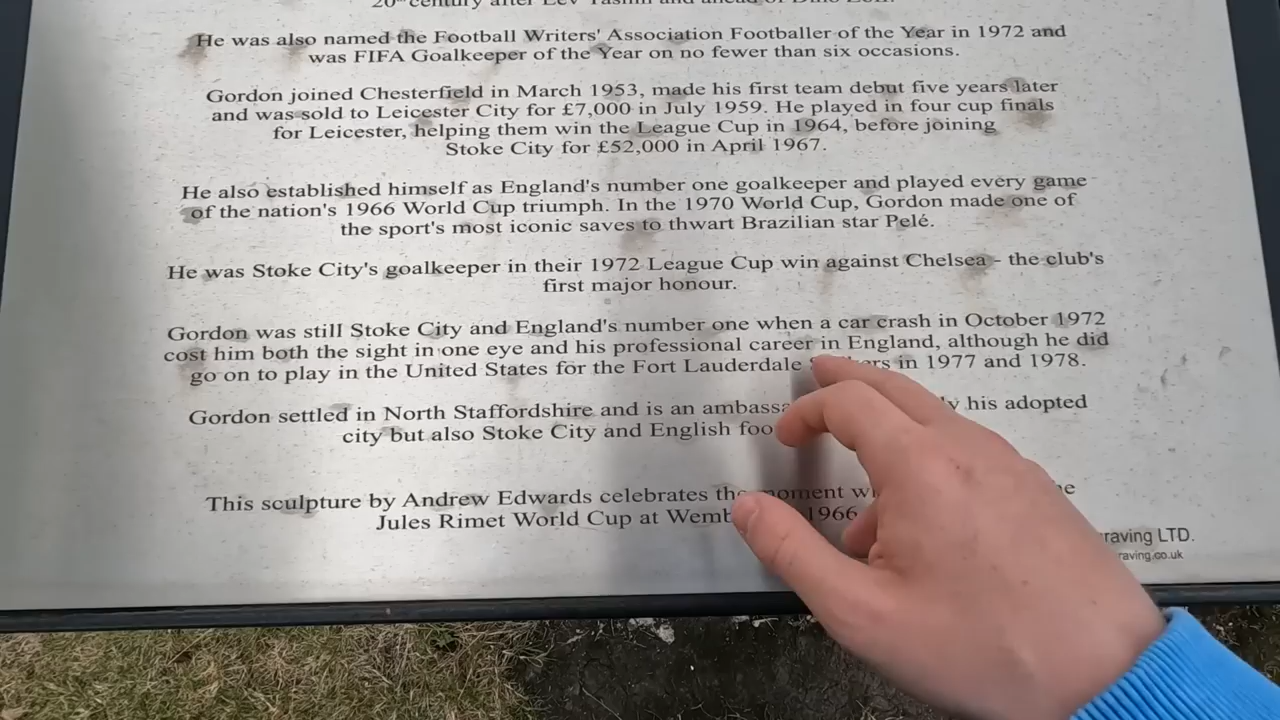 20th century after Lev Yashin and ahead of Dino Zoff.
He was also named the Football Writers' Association Footballer of the Year in 1972 and
was FIFA Goalkeeper of the Year on no fewer than six occasions.
Gordon joined Chesterfield in March 1953, made his first team debut five years later
and was sold to Leicester City for £7,000 in July 1959. He played in four cup finals
for Leicester, helping them win the League Cup in 1964, before joining
Stoke City for £52,000 in April 1967.
He also established himself as England's number one goalkeeper and played every game
of the nation's 1966 World Cup triumph. In the 1970 World Cup, Gordon made one of
the sport's most iconic saves to thwart Brazilian star Pelé.
He was Stoke City's goalkeeper in their 1972 League Cup win against Chelsea - the club's
first major honour.
Gordon was still Stoke City and England's number one when a car crash in October 1972
cost him both the sight in one eye and his professional career in England, although he did
go on to play in the United States for the Fort Lauderdale in 1977 and 1978.
Gordon settled in North Staffordshire and is an his adopted
city but also Stoke City and English
This sculpture by Andrew Edwards celebrates the moment
Jules Rimet World Cup at 1966
LTD.